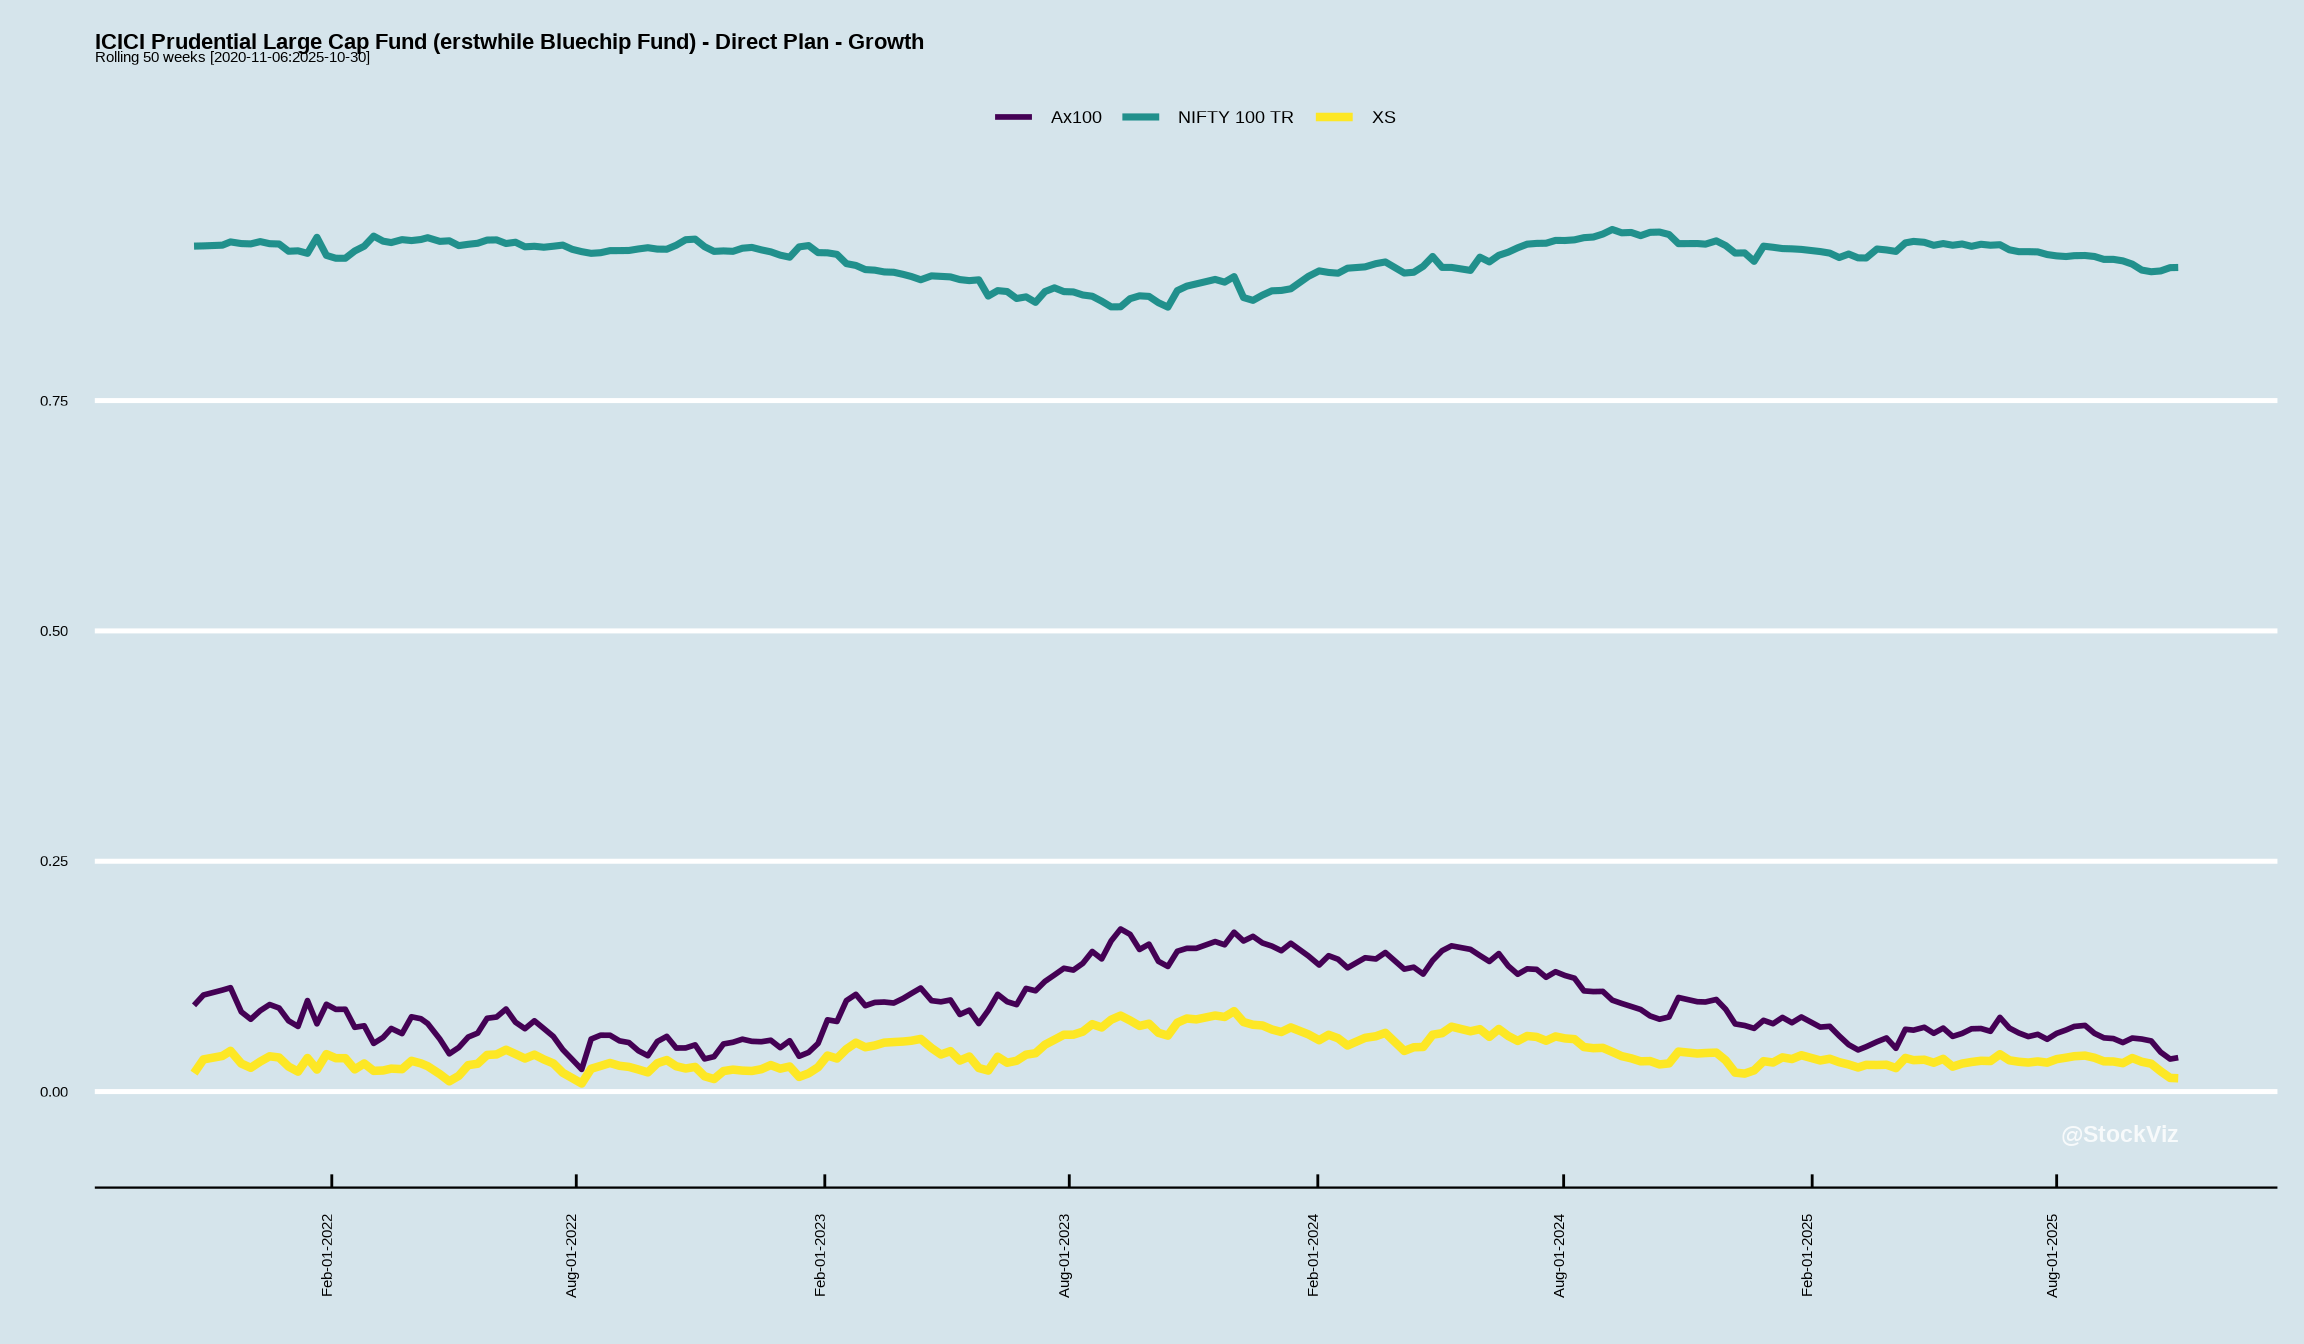 ICICI Prudential Large Cap Fund (erstwhile Bluechip Fund) - Direct Plan - Growth
Rolling 50 weeks [2020-11-06:2025-10-30]
Ax100 NIFTY 100 TR XS
0.75
0.50
0.25
0.00
@StockViz
Feb-01-2022
Aug-01-2022
Feb-01-2023
Aug-01-2023
Feb-01-2024
Aug-01-2024
Feb-01-2025
Aug-01-2025